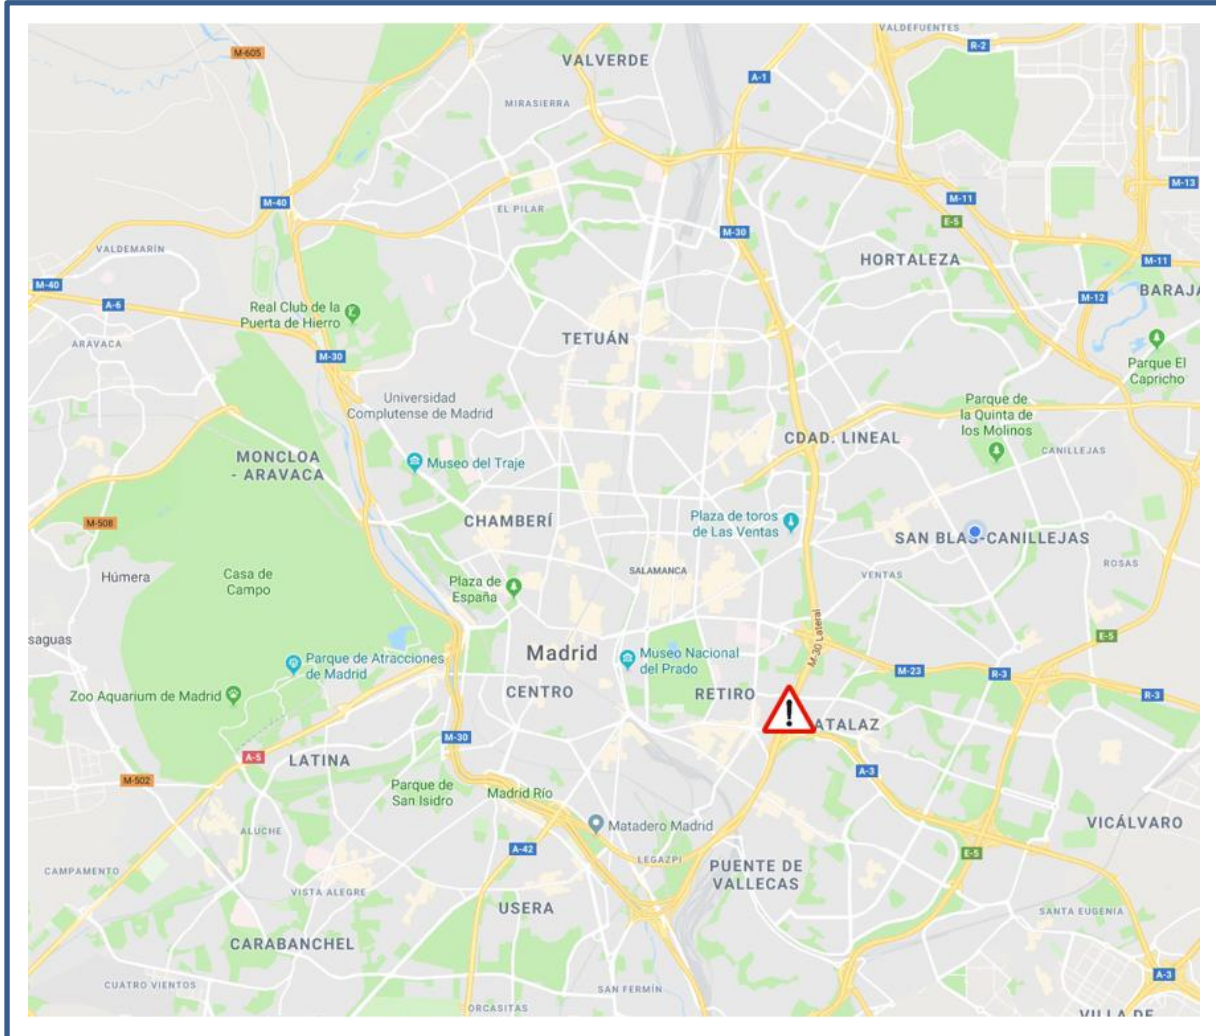 VALDEFUENTES
M-605
R-2
VALVERDE
A-1
MIRASIERRA
M-13
M-40
M-11
EL PILAR
E-5
M-30
VALDEMARÍN
HORTALEZA
M-11
M-40
BARAJA
A-6
M-12
Real Club de la
Puerta de Hierro
TETUÁN
ARAVACA
M-30
Parque El
Capricho
Universidad
Complutense de Madrid
Parque de
la Quinta de
los Molinos
CDAD. LINEAL
MONCLOA
- ARAVACA
Museo del Traje
CANILLEJAS
M-508
CHAMBERÍ
Plaza de toros
de Las Ventas
SAN BLAS-CANILLEJAS
Húmera
Casa de
Campo
SALAMANCA
VENTAS
ROSAS
Plaza de
España
M-30 Lateral
saguas
E-5
Parque de Atracciones
de Madrid
Madrid
Museo Nacional
del Prado
M-23
R-3
Zoo Aquarium de Madrid
CENTRO
RETIRO
R-3
ATALAZ
M-30
A-5
LATINA
A-3
M-502
Parque de
San Isidro
Madrid Río
Matadero Madrid
VICÁLVARO
ALUCHE
A-42
E-5
LEGAZPI
CAMPAMENTO
PUENTE DE
VALLECAS
VISTA ALEGRE
USERA
SANTA EUGENIA
CARABANCHEL
A-3
CUATRO VIENTOS
SAN FERMÍN
ORCASITAS
VILLA DE